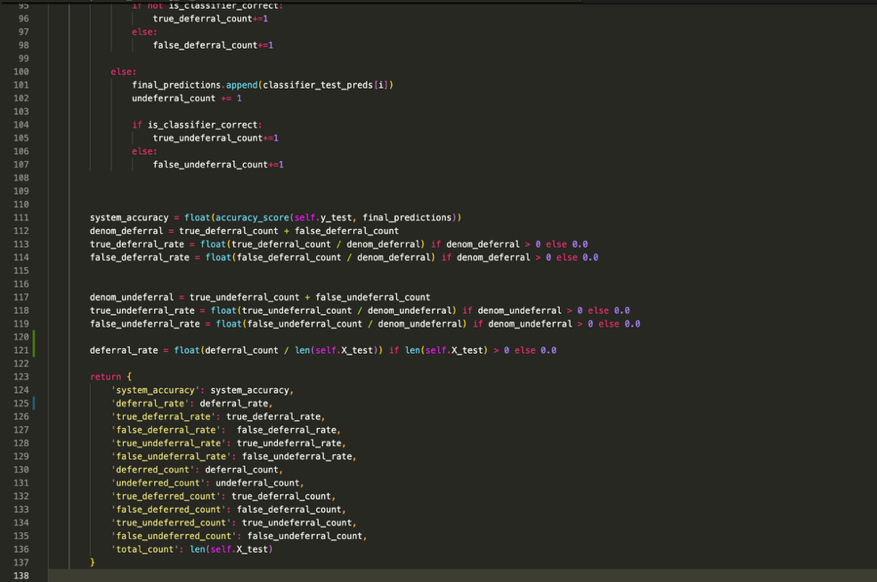 95 if not is_classifier_correct:
96 true_deferral_count+=1
97 else:
98 false_deferral_count+=1
99
100 else:
101 final_predictions.append(classifier_test_preds[i])
102 undeferral_count += 1
103
104 if is_classifier_correct:
105 true_undeferral_count+=1
106 else:
107 false_undeferral_count+=1
108
109
110
111 system_accuracy = float(accuracy_score(self.y_test, final_predictions))
112 denom_deferral = true_deferral_count + false_deferral_count
113 true_deferral_rate = float(true_deferral_count / denom_deferral) if denom_deferral > 0 else 0.0
114 false_deferral_rate = float(false_deferral_count / denom_deferral) if denom_deferral > 0 else 0.0
115
116
117 denom_undeferral = true_undeferral_count + false_undeferral_count
118 true_undeferral_rate = float(true_undeferral_count / denom_undeferral) if denom_undeferral > 0 else 0.0
119 false_undeferral_rate = float(false_undeferral_count / denom_undeferral) if denom_undeferral > 0 else 0.0
120
121 deferral_rate = float(deferral_count / len(self.X_test)) if len(self.X_test) > 0 else 0.0
122
123 return {
124 'system_accuracy': system_accuracy,
125 'deferral_rate': deferral_rate,
126 'true_deferral_rate': true_deferral_rate,
127 'false_deferral_rate':  false_deferral_rate,
128 'true_undeferral_rate': true_undeferral_rate,
129 'false_undeferral_rate': false_undeferral_rate,
130 'deferred_count': deferral_count,
131 'undeferred_count': undeferral_count,
132 'true_deferred_count': true_deferral_count,
133 'false_deferred_count': false_deferral_count,
134 'true_undeferred_count': true_undeferral_count,
135 'false_undeferred_count': false_undeferral_count,
136 'total_count': len(self.X_test)
137 }
138